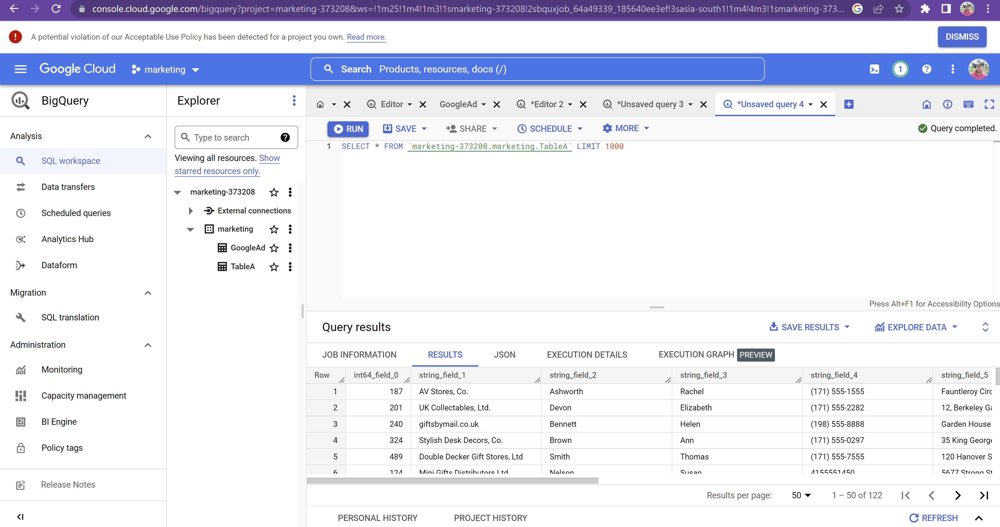 console.cloud.google.com/bigquery?project=marketing-373208&ws=!1m25!1m4!1m3!1smarketing-373208!2sbquxjob_64a49339_185640ee3ef!3sasia-south1!1m4!4m3!1smarketing-373...
A potential violation of our Acceptable Use Policy has been detected for a project you own. Read more.
DISMISS
Google Cloud
marketing
Search Products, resources, docs (/)
1
BigQuery
Analysis
SQL workspace
Data transfers
Scheduled queries
Analytics Hub
Dataform
Migration
SQL translation
Administration
Monitoring
Capacity management
BI Engine
Policy tags
Release Notes
Explorer
Type to search
Viewing all resources. Show
starred resources only.
marketing-373208
External connections
marketing
GoogleAd
TableA
Editor GoogleAd *Editor 2 *Unsaved query 3 *Unsaved query 4
RUN SAVE SHARE SCHEDULE MORE Query completed.
1 SELECT * FROM `marketing-373208.marketing.TableA` LIMIT 1000
Press Alt+F1 for Accessibility Options
Query results SAVE RESULTS EXPLORE DATA
JOB INFORMATION RESULTS JSON EXECUTION DETAILS EXECUTION GRAPH PREVIEW
Row int64_field_0 string_field_1 string_field_2 string_field_3 string_field_4 string_field_5
1 187 AV Stores, Co. Ashworth Rachel (171) 555-1555 Fauntleroy Circ
2 201 UK Collectables, Ltd. Devon Elizabeth (171) 555-2282 12, Berkeley Ga
3 240 giftsbymail.co.uk Bennett Helen (198) 555-8888 Garden House
4 324 Stylish Desk Decors, Co. Brown Ann (171) 555-0297 35 King George
5 489 Double Decker Gift Stores, Ltd Smith Thomas (171) 555-7555 120 Hanover S
6 124 Mini Gifts Distributors Ltd. Nelson Susan 4155551450 5677 Strong St
Results per page: 50 1 – 50 of 122
PERSONAL HISTORY PROJECT HISTORY REFRESH